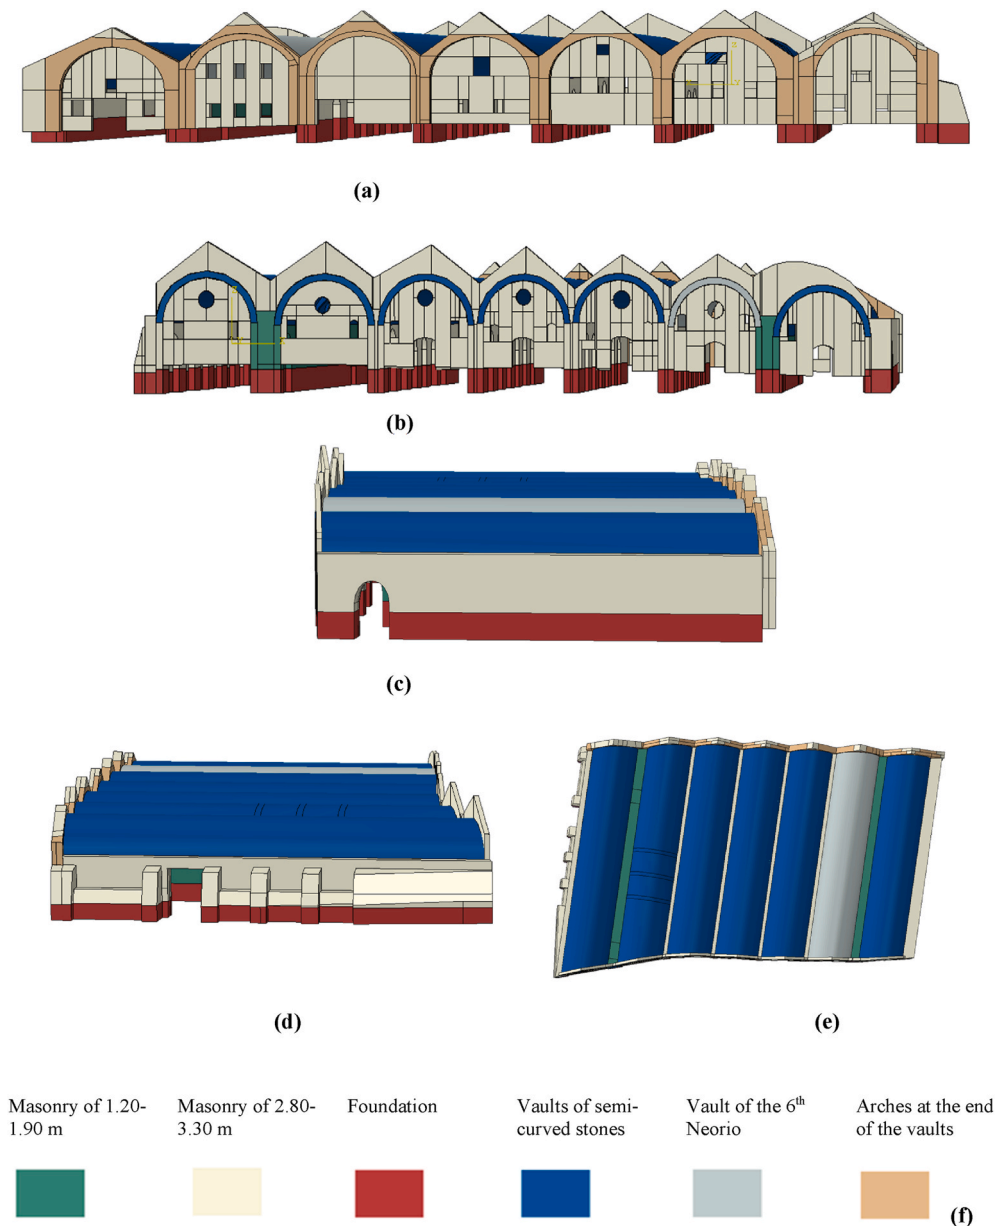 (a)
(b)
(c)
(d)
(e)
Masonry of 1.20-
1.90 m
Masonry of 2.80-
3.30 m
Foundation
Vaults of semi-
curved stones
Vault of the 6th
Neorio
Arches at the end
of the vaults
(f)